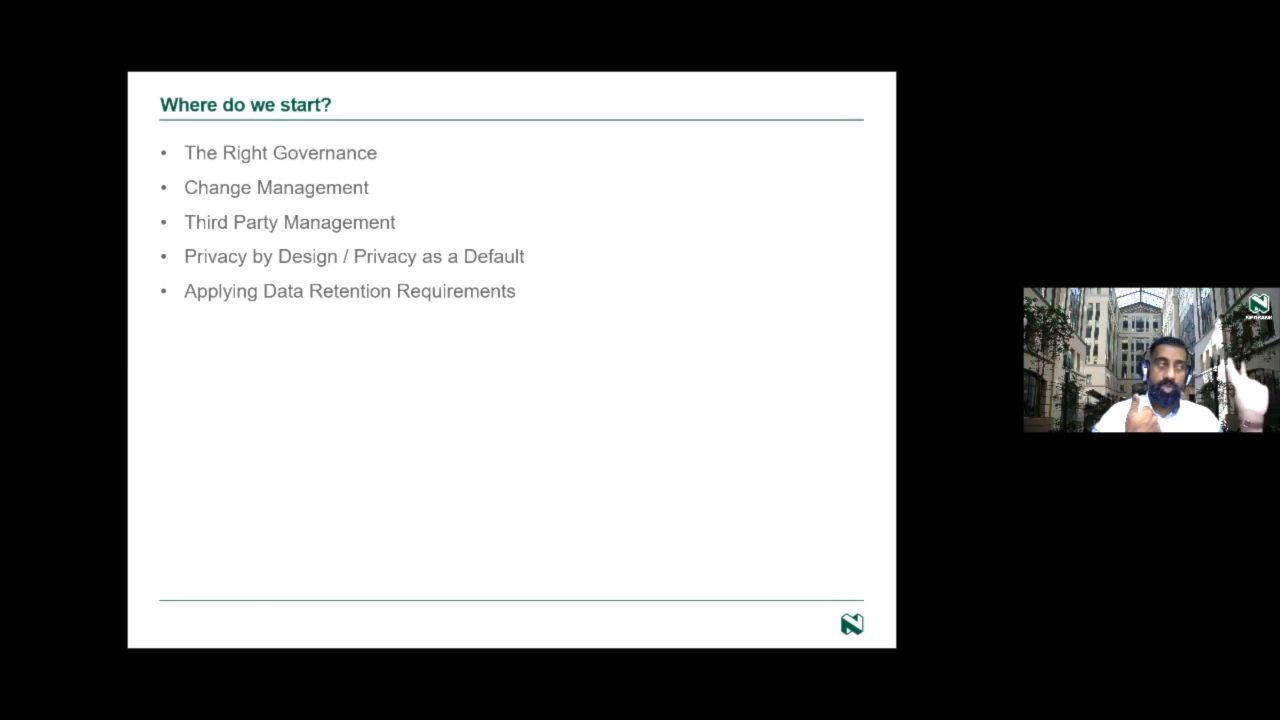 Where do we start?
• The Right Governance
• Change Management
• Third Party Management
• Privacy by Design / Privacy as a Default
• Applying Data Retention Requirements
NEDBANK